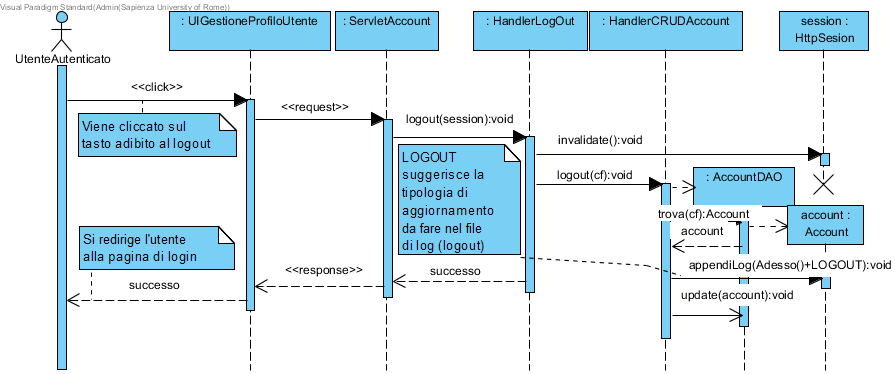 Visual Paradigm Standard(Admin(Sapienza University of Rome))
: UIGestioneProfiloUtente
: ServletAccount
: HandlerLogOut
: HandlerCRUDAccount
session :
HttpSesion
UtenteAutenticato
<<click>>
<<request>>
Viene cliccato sul
tasto adibito al logout
logout(session):void
invalidate():void
LOGOUT
suggerisce la
tipologia di
aggiornamento
da fare nel file
di log (logout)
logout(cf):void
: AccountDAO
trova(cf):Account
account :
Account
account
Si redirige l'utente
alla pagina di login
appendiLog(Adesso()+LOGOUT):void
<<response>>
successo
successo
update(account):void